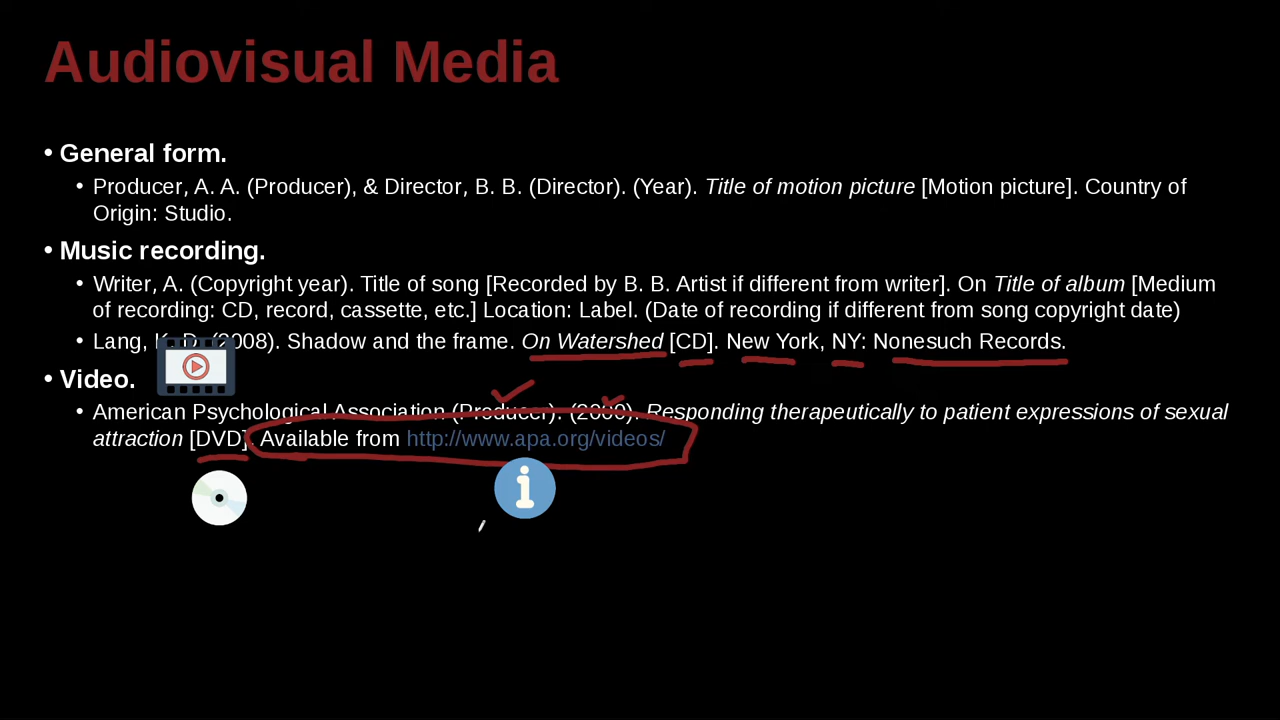 Audiovisual Media
• General form.
• Producer, A. A. (Producer), & Director, B. B. (Director). (Year). Title of motion picture [Motion picture]. Country of
Origin: Studio.
• Music recording.
• Writer, A. (Copyright year). Title of song [Recorded by B. B. Artist if different from writer]. On Title of album [Medium
of recording: CD, record, cassette, etc.] Location: Label. (Date of recording if different from song copyright date)
• Lang, K. D. (2008). Shadow and the frame. On Watershed [CD]. New York, NY: Nonesuch Records.
• Video.
• American Psychological Association (Producer). (2000). Responding therapeutically to patient expressions of sexual
attraction [DVD]. Available from http://www.apa.org/videos/